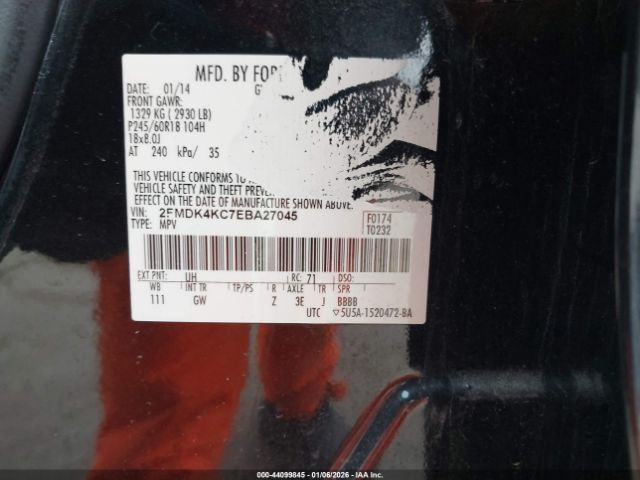 MFD. BY FOR
DATE: 01/14
FRONT GAWR:
1329 KG ( 2930 LB)
P245/60R18 104H
18x8.0J
AT 240 kPa/ 35
THIS VEHICLE CONFORMS TO
VEHICLE SAFETY AND THEFT PREVE
EFFECT ON THE DATE OF MANUFACTURE SHOWN ABOVE.
VIN: 2FMDK4KC7EBA27045
TYPE: MPV
F0174
T0232
EXT PNT: UH RC: 71 DSO:
WB INT TR TP/PS R AXLE TR SPR
111 GW Z 3E J BBBB
UTC ▽5U5A-1520472-BA
000-44099845 | 01/06/2026 | IAA Inc.